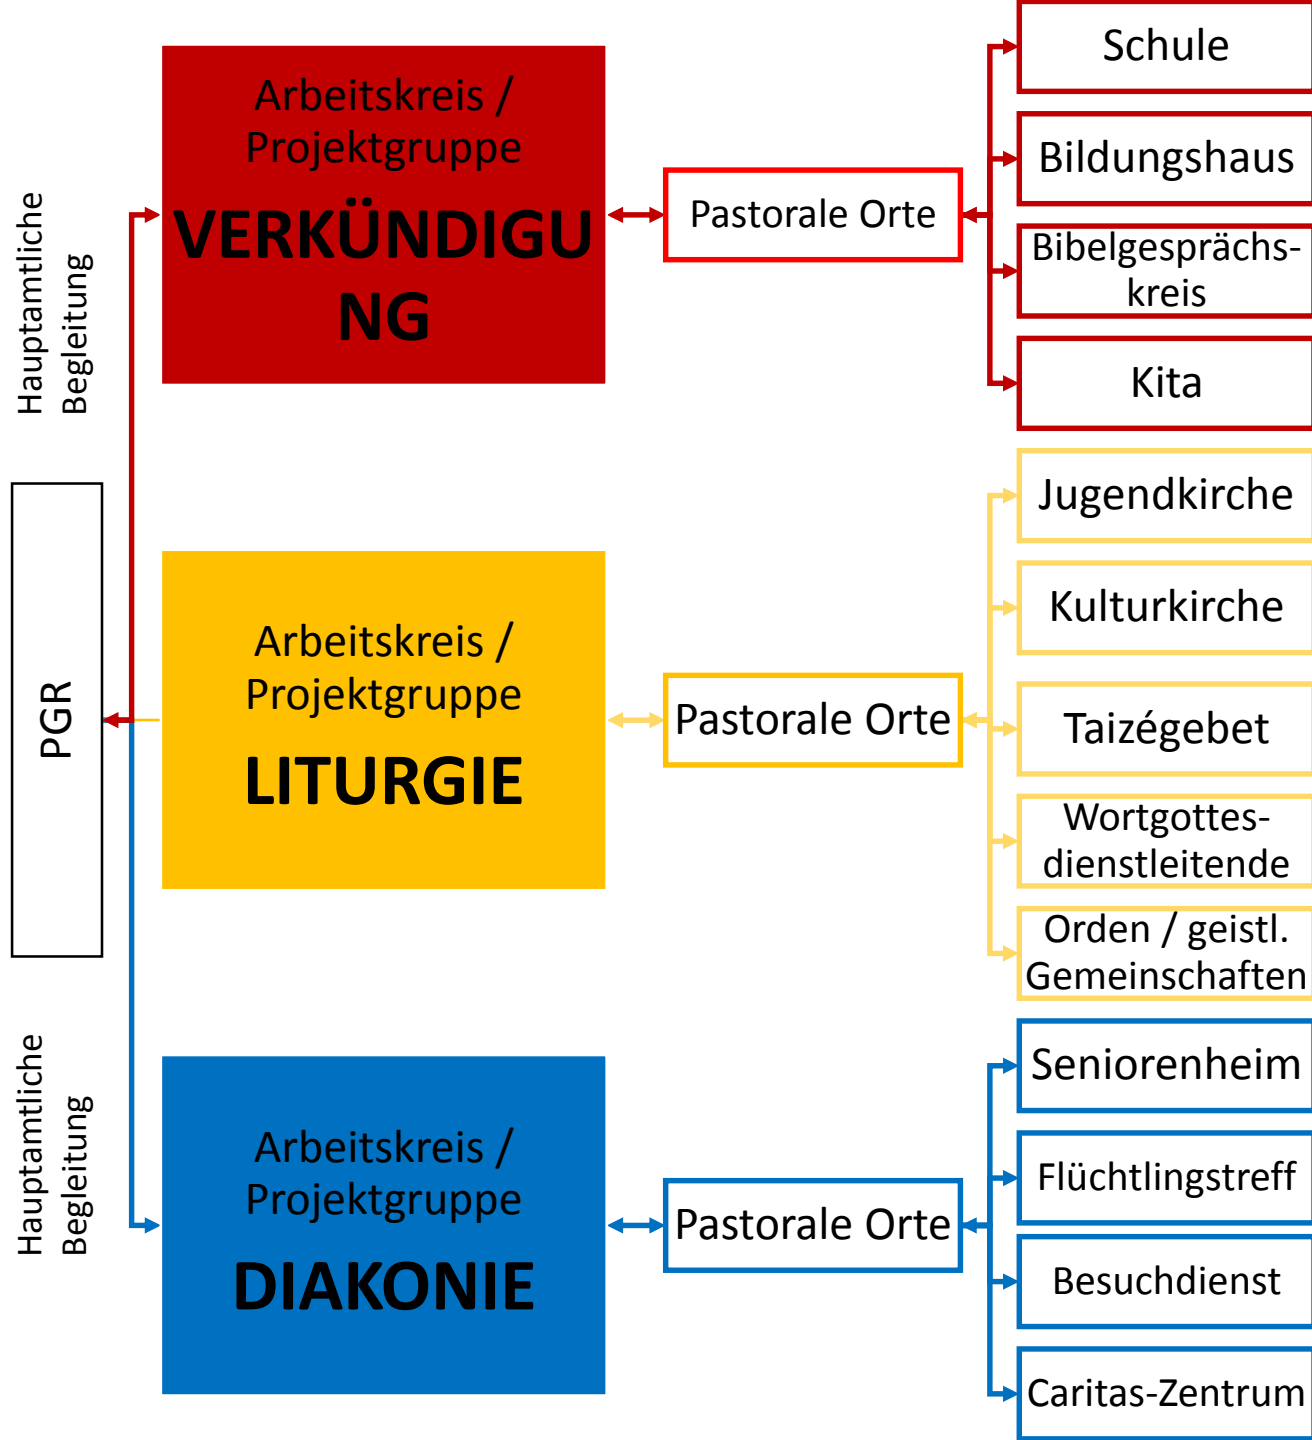 Hauptamtliche
Begleitung
PGR
Hauptamtliche
Begleitung
Arbeitskreis /
Projektgruppe
VERKÜNDIGU
NG
Pastorale Orte
Schule
Bildungshaus
Bibelgesprächs-
kreis
Kita
Arbeitskreis /
Projektgruppe
LITURGIE
Pastorale Orte
Jugendkirche
Kulturkirche
Taizégebet
Wortgottes-
dienstleitende
Orden / geistl.
Gemeinschaften
Arbeitskreis /
Projektgruppe
DIAKONIE
Pastorale Orte
Seniorenheim
Flüchtlingstreff
Besuchdienst
Caritas-Zentrum